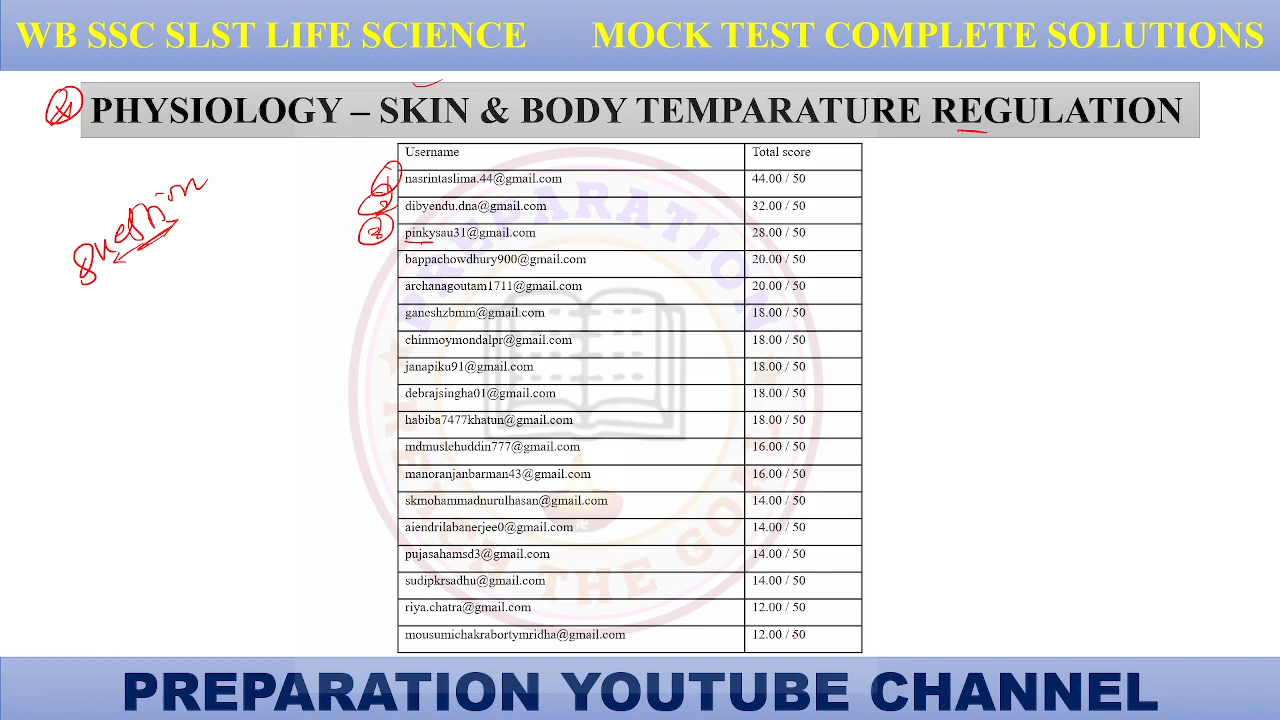 WB SSC SLST LIFE SCIENCE MOCK TEST COMPLETE SOLUTIONS
PHYSIOLOGY – SKIN & BODY TEMPARATURE REGULATION
question
Username Total score
nasrintaslima.44@gmail.com 44.00 / 50
dibyendu.dna@gmail.com 32.00 / 50
pinkysau31@gmail.com 28.00 / 50
bappachowdhury900@gmail.com 20.00 / 50
archanagoutam1711@gmail.com 20.00 / 50
ganeshzbmm@gmail.com 18.00 / 50
chinmoymondalpr@gmail.com 18.00 / 50
janapiku91@gmail.com 18.00 / 50
debrajsingha01@gmail.com 18.00 / 50
habiba7477khatun@gmail.com 18.00 / 50
mdmuslehuddin777@gmail.com 16.00 / 50
manoranjanbarman43@gmail.com 16.00 / 50
skmohammadnurulhasan@gmail.com 14.00 / 50
aiendrilabanerjee0@gmail.com 14.00 / 50
pujasahamsd3@gmail.com 14.00 / 50
sudipkrsadhu@gmail.com 14.00 / 50
riya.chatra@gmail.com 12.00 / 50
mousumichakrabortymridha@gmail.com 12.00 / 50
PREPARATION
REACH THE GOAL
PREPARATION YOUTUBE CHANNEL